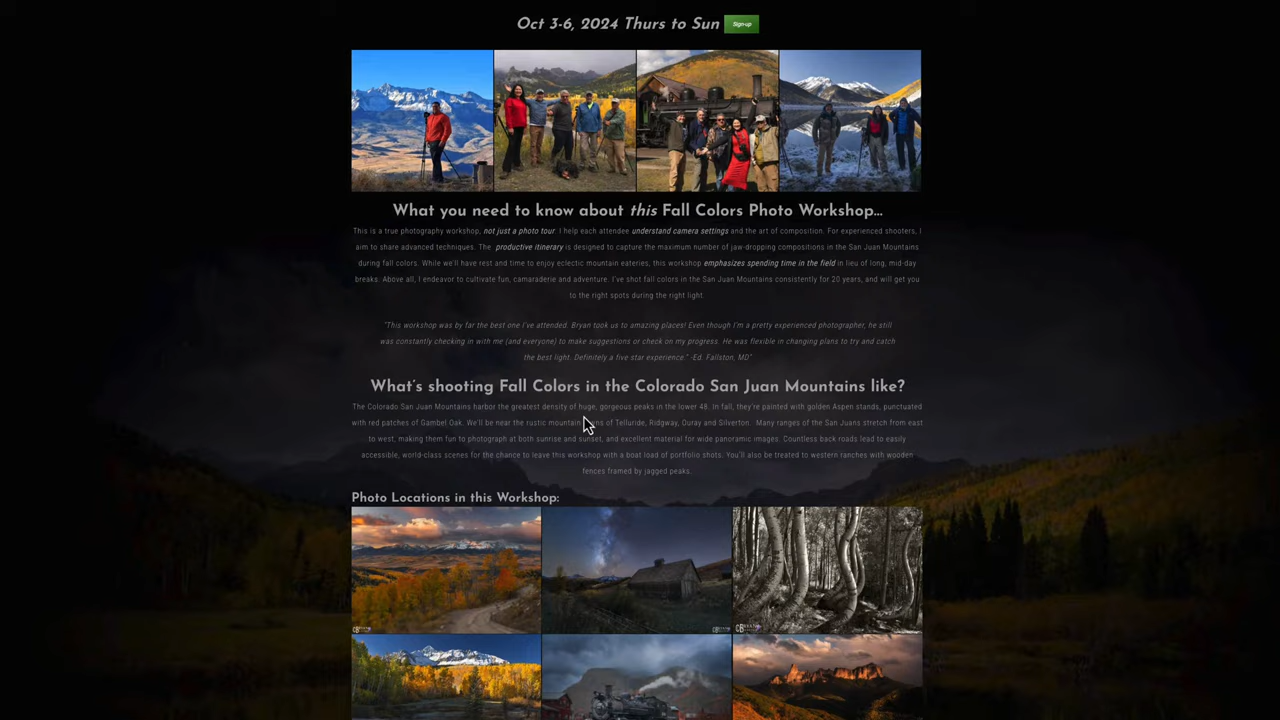 Oct 3-6, 2024 Thurs to Sun Sign-up
What you need to know about this Fall Colors Photo Workshop...
This is a true photography workshop, not just a photo tour. I help each attendee understand camera settings and the art of composition. For experienced shooters, I
aim to share advanced techniques. The productive itinerary is designed to capture the maximum number of jaw-dropping compositions in the San Juan Mountains
during fall colors. While we'll have rest and time to enjoy eclectic mountain eateries, this workshop emphasizes spending time in the field in lieu of long, mid-day
breaks. Above all, I endeavor to cultivate fun, camaraderie and adventure. I've shot fall colors in the San Juan Mountains consistently for 20 years, and will get you
to the right spots during the right light.
"This workshop was by far the best one I've attended. Bryan took us to amazing places! Even though I'm a pretty experienced photographer, he still
was constantly checking in with me (and everyone) to make suggestions or check on my progress. He was flexible in changing plans to try and catch
the best light. Definitely a five star experience." -Ed. Fallston, MD"
What's shooting Fall Colors in the Colorado San Juan Mountains like?
The Colorado San Juan Mountains harbor the greatest density of huge, gorgeous peaks in the lower 48. In fall, they're painted with golden Aspen stands, punctuated
with red patches of Gambel Oak. We'll be near the rustic mountain of Telluride, Ridgway, Ouray and Silverton. Many ranges of the San Juans stretch from east
to west, making them fun to photograph at both sunrise and sunset, and excellent material for wide panoramic images. Countless back roads lead to easily
accessible, world-class scenes for the chance to leave this workshop with a boat load of portfolio shots. You'll also be treated to western ranches with wooden
fences framed by jagged peaks.
Photo Locations in this Workshop: